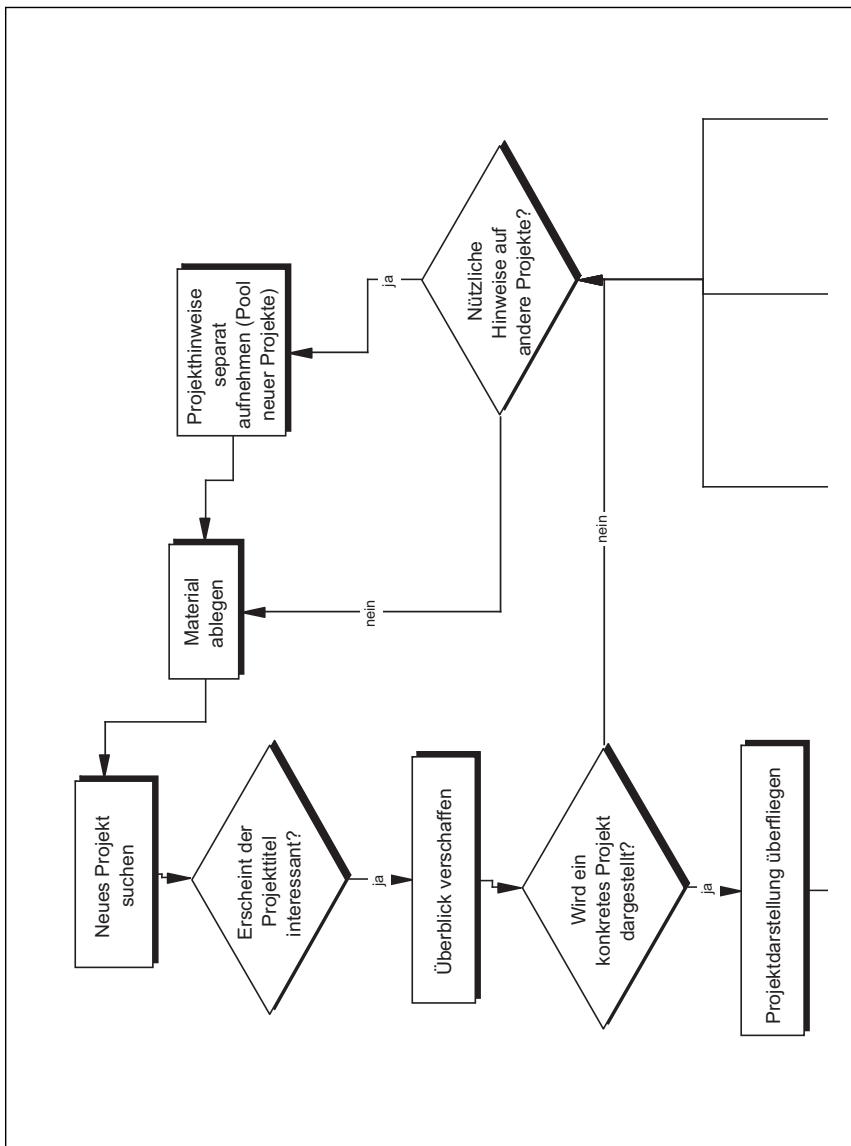 Neues Projekt
suchen
Erscheint der
Projekttitel
interessant?
ja
Überblick verschaffen
Wird ein
konkretes Projekt
dargestellt?
ja
nein
Projektdarstellung überfliegen
Material
ablegen
nein
Projekthinweise
separat
aufnehmen (Pool
neuer Projekte)
ja
Nützliche
Hinweise auf
andere Projekte?